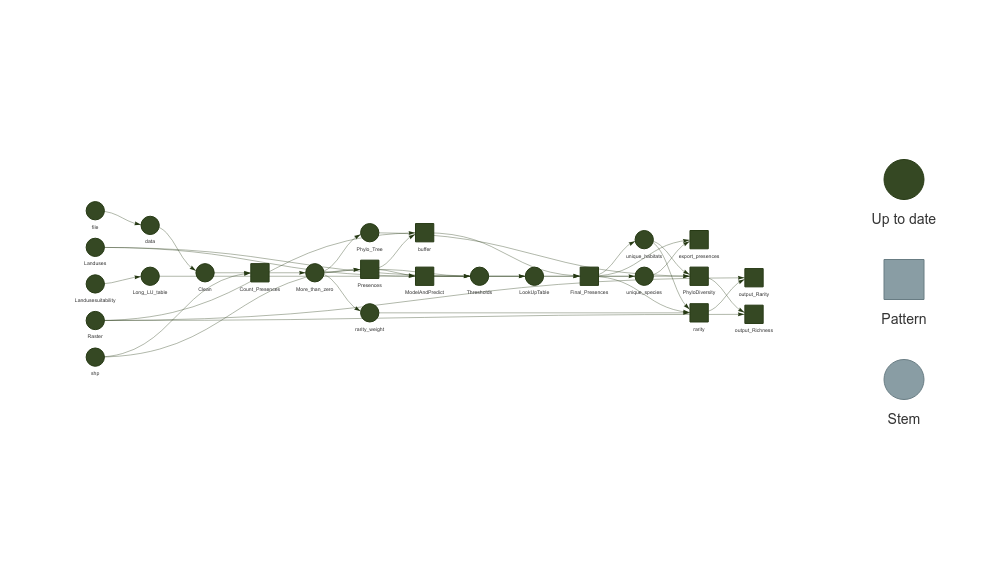 file
data
Landuses
Landusesuitability
Long_LU_table
Raster
shp
Clean
Count_Presences
More_than_zero
Phylo_Tree
Presences
rarity_weight
buffer
ModelAndPredict
Thresholds
LookUpTable
Final_Presences
unique_habitats
unique_species
export_presences
PhyloDiversity
rarity
output_Rarity
output_Richness
Up to date
Pattern
Stem